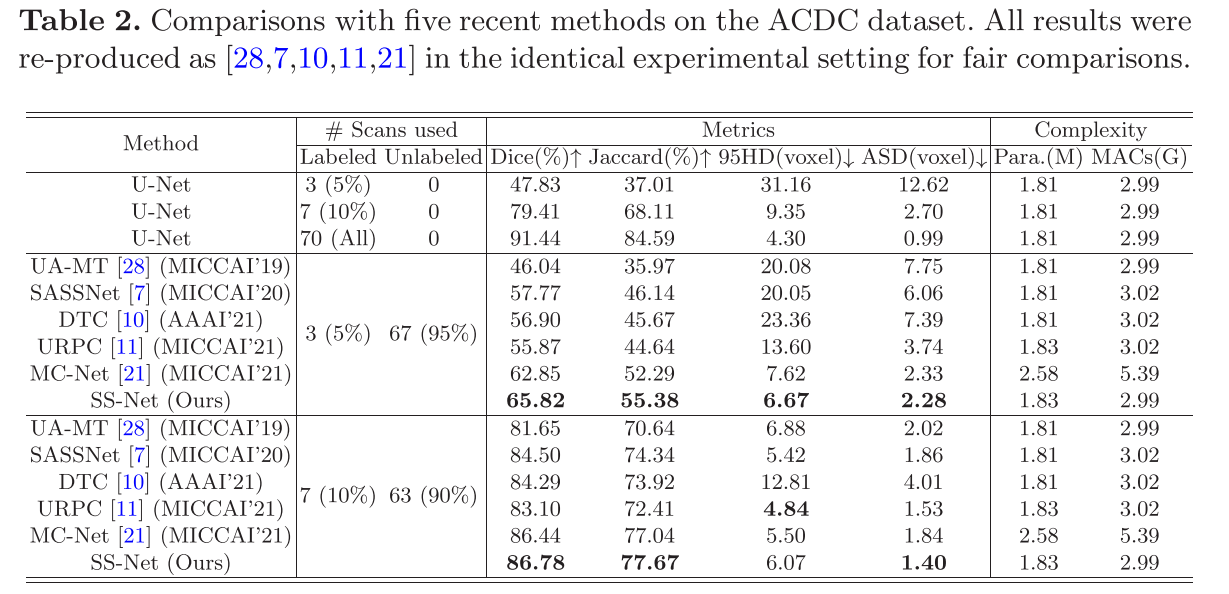 Table 2. Comparisons with five recent methods on the ACDC dataset. All results were
re-produced as [28,7,10,11,21] in the identical experimental setting for fair comparisons.
Method # Scans used Metrics Complexity
Labeled Unlabeled Dice(%)↑ Jaccard(%)↑ 95HD(voxel)↓ ASD(voxel)↓ Para.(M) MACs(G)
U-Net 3 (5%) 0 47.83 37.01 31.16 12.62 1.81 2.99
U-Net 7 (10%) 0 79.41 68.11 9.35 2.70 1.81 2.99
U-Net 70 (All) 0 91.44 84.59 4.30 0.99 1.81 2.99
UA-MT [28] (MICCAI'19) 46.04 35.97 20.08 7.75 1.81 2.99
SASSNet [7] (MICCAI'20) 57.77 46.14 20.05 6.06 1.81 3.02
DTC [10] (AAAI'21) 56.90 45.67 23.36 7.39 1.81 3.02
3 (5%) 67 (95%)
URPC [11] (MICCAI'21) 55.87 44.64 13.60 3.74 1.83 3.02
MC-Net [21] (MICCAI'21) 62.85 52.29 7.62 2.33 2.58 5.39
SS-Net (Ours) 65.82 55.38 6.67 2.28 1.83 2.99
UA-MT [28] (MICCAI'19) 81.65 70.64 6.88 2.02 1.81 2.99
SASSNet [7] (MICCAI'20) 84.50 74.34 5.42 1.86 1.81 3.02
DTC [10] (AAAI'21) 84.29 73.92 12.81 4.01 1.81 3.02
7 (10%) 63 (90%)
URPC [11] (MICCAI'21) 83.10 72.41 4.84 1.53 1.83 3.02
MC-Net [21] (MICCAI'21) 86.44 77.04 5.50 1.84 2.58 5.39
SS-Net (Ours) 86.78 77.67 6.07 1.40 1.83 2.99